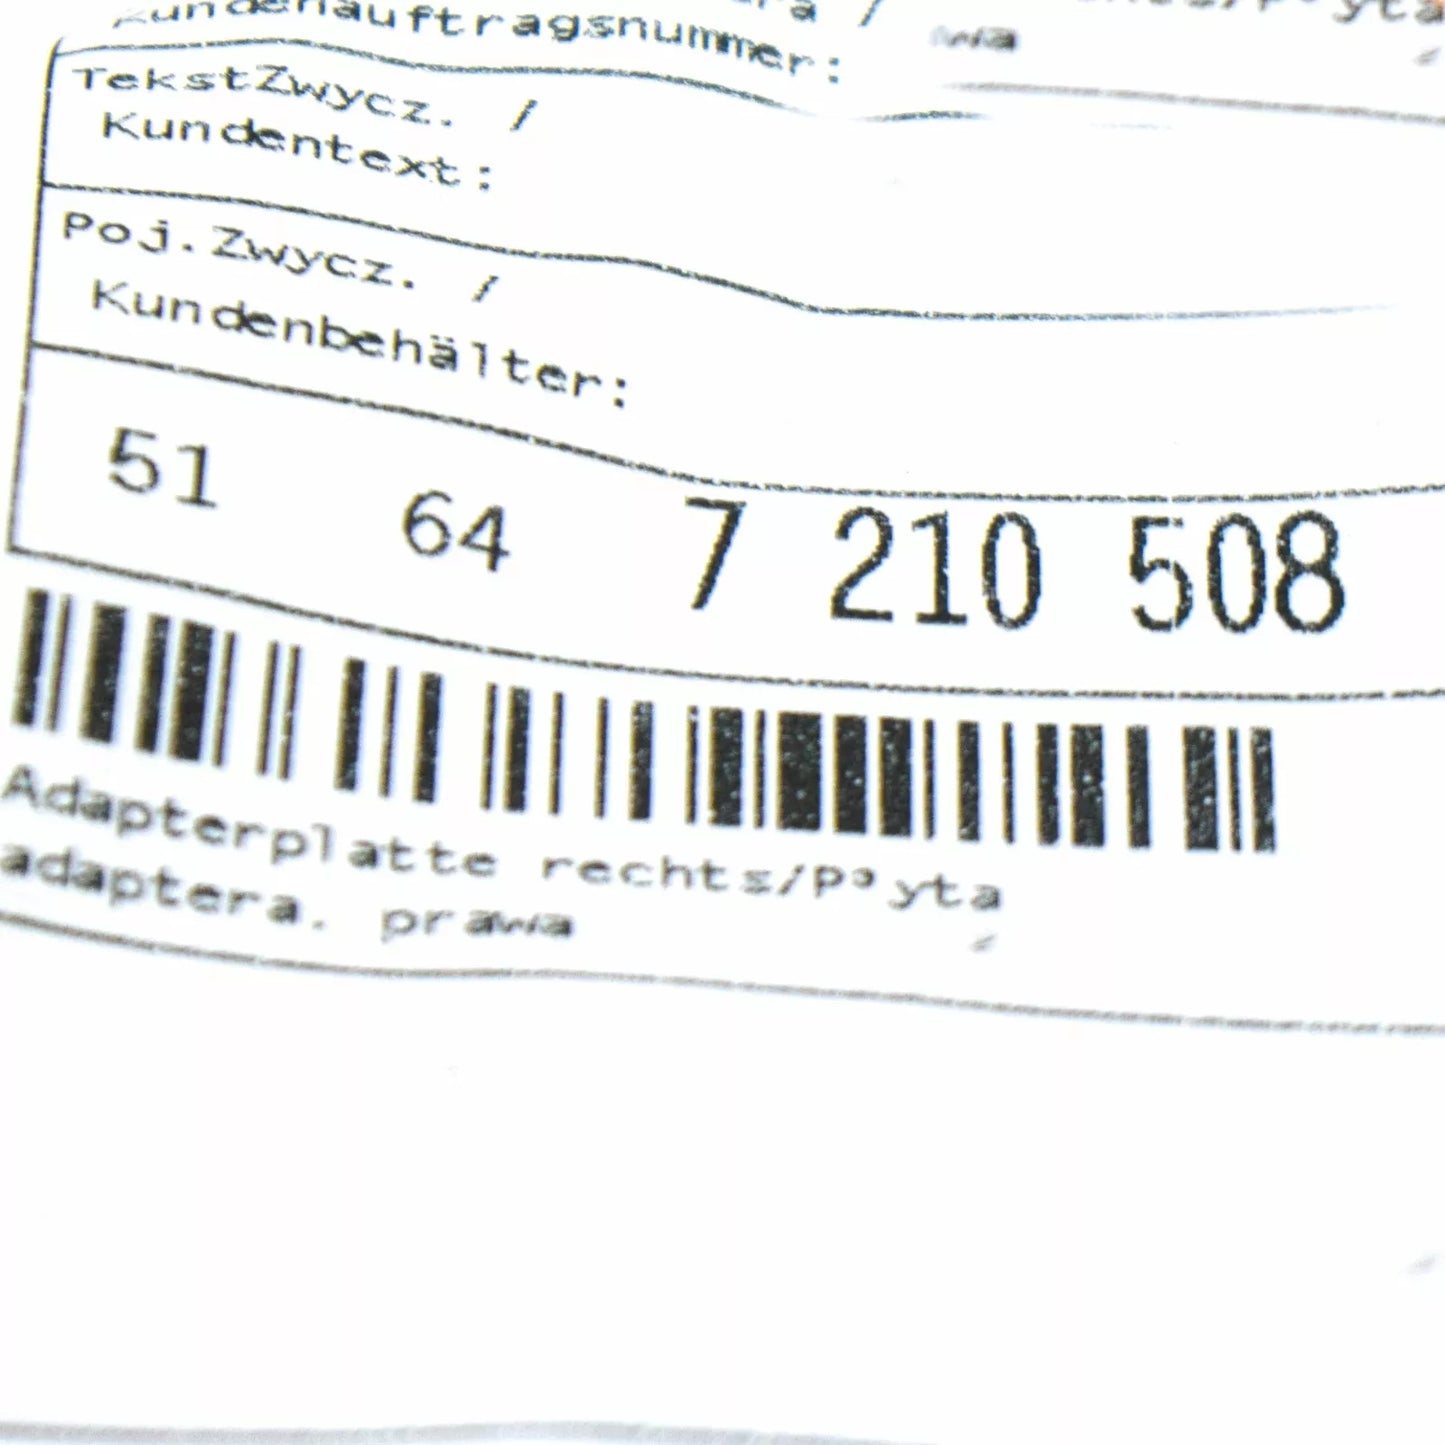 Kundenauftragsnummer:
TekstZwycz. /
Kundentext:
Poj.Zwycz. /
Kundenbehälter:
51 64 7 210 508
Adapterplatte rechts/P³yta
adaptera. prawa